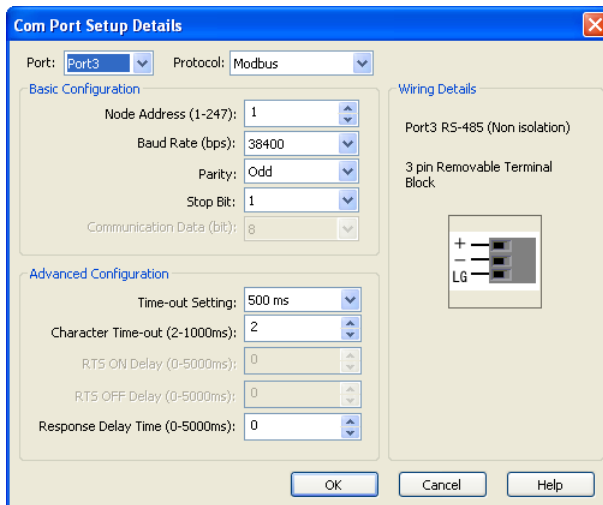 Com Port Setup Details
Port: Port3 Protocol: Modbus
Basic Configuration
Node Address (1-247): 1
Baud Rate (bps): 38400
Parity: Odd
Stop Bit: 1
Communication Data (bit): 8
Advanced Configuration
Time-out Setting: 500 ms
Character Time-out (2-1000ms): 2
RTS ON Delay (0-5000ms): 0
RTS OFF Delay (0-5000ms): 0
Response Delay Time (0-5000ms): 0
Wiring Details
Port3 RS-485 (Non isolation)
3 pin Removable Terminal
Block
+
−
LG
OK Cancel Help